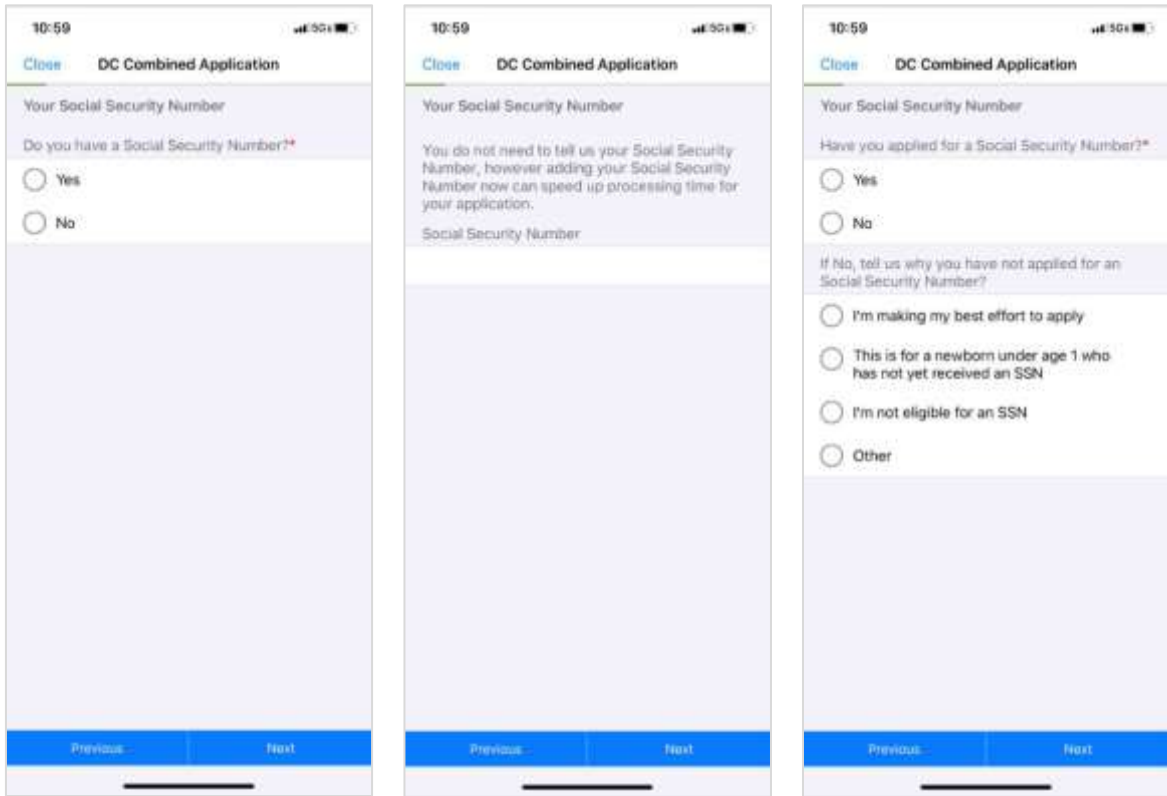 10:59
Close DC Combined Application
Your Social Security Number
Do you have a Social Security Number?*
Yes
No
Previous Next
10:59
Close DC Combined Application
Your Social Security Number
You do not need to tell us your Social Security
Number, however adding your Social Security
Number now can speed up processing time for
your application.
Social Security Number
Previous Next
10:59
Close DC Combined Application
Your Social Security Number
Have you applied for a Social Security Number?*
Yes
No
If No, tell us why you have not applied for an
Social Security Number?
I'm making my best effort to apply
This is for a newborn under age 1 who
has not yet received an SSN
I'm not eligible for an SSN
Other
Previous Next